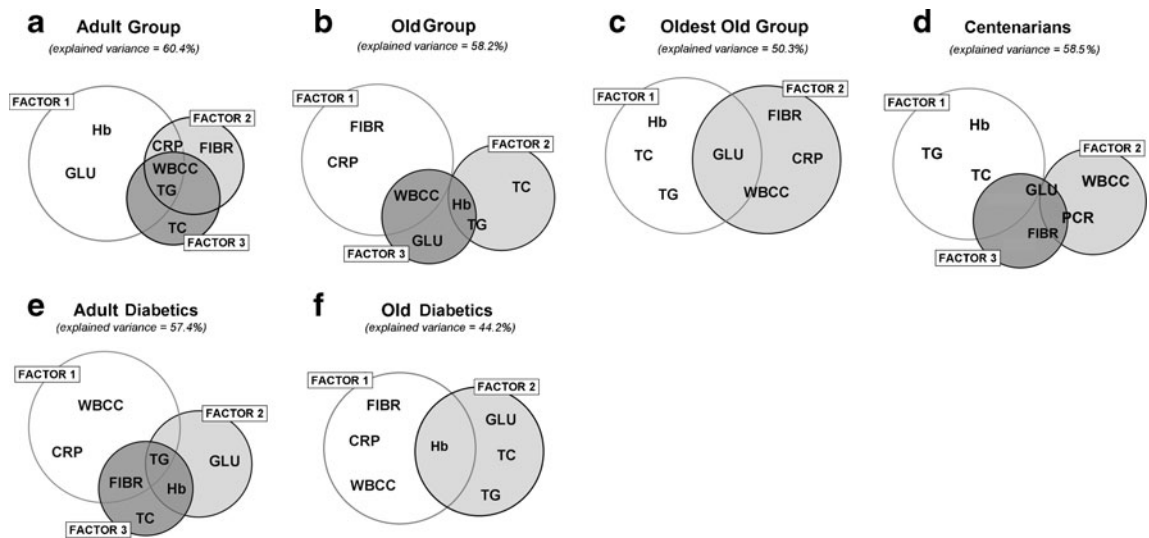 a
Adult Group
(explained variance = 60.4%)
FACTOR 1
FACTOR 2
Hb
CRP
FIBR
GLU
WBCC
TG
TC
FACTOR 3
b
Old Group
(explained variance = 58.2%)
FACTOR 1
FIBR
FACTOR 2
CRP
TC
WBCC
Hb
TG
GLU
FACTOR 3
c
Oldest Old Group
(explained variance = 50.3%)
FACTOR 1
FACTOR 2
Hb
FIBR
TC
GLU
CRP
TG
WBCC
d
Centenarians
(explained variance = 58.5%)
FACTOR 1
Hb
FACTOR 2
TG
TC
GLU
WBCC
PCR
FIBR
FACTOR 3
e
Adult Diabetics
(explained variance = 57.4%)
FACTOR 1
WBCC
FACTOR 2
CRP
TG
GLU
FIBR
Hb
TC
FACTOR 3
f
Old Diabetics
(explained variance = 44.2%)
FACTOR 1
FACTOR 2
FIBR
GLU
CRP
Hb
TC
WBCC
TG